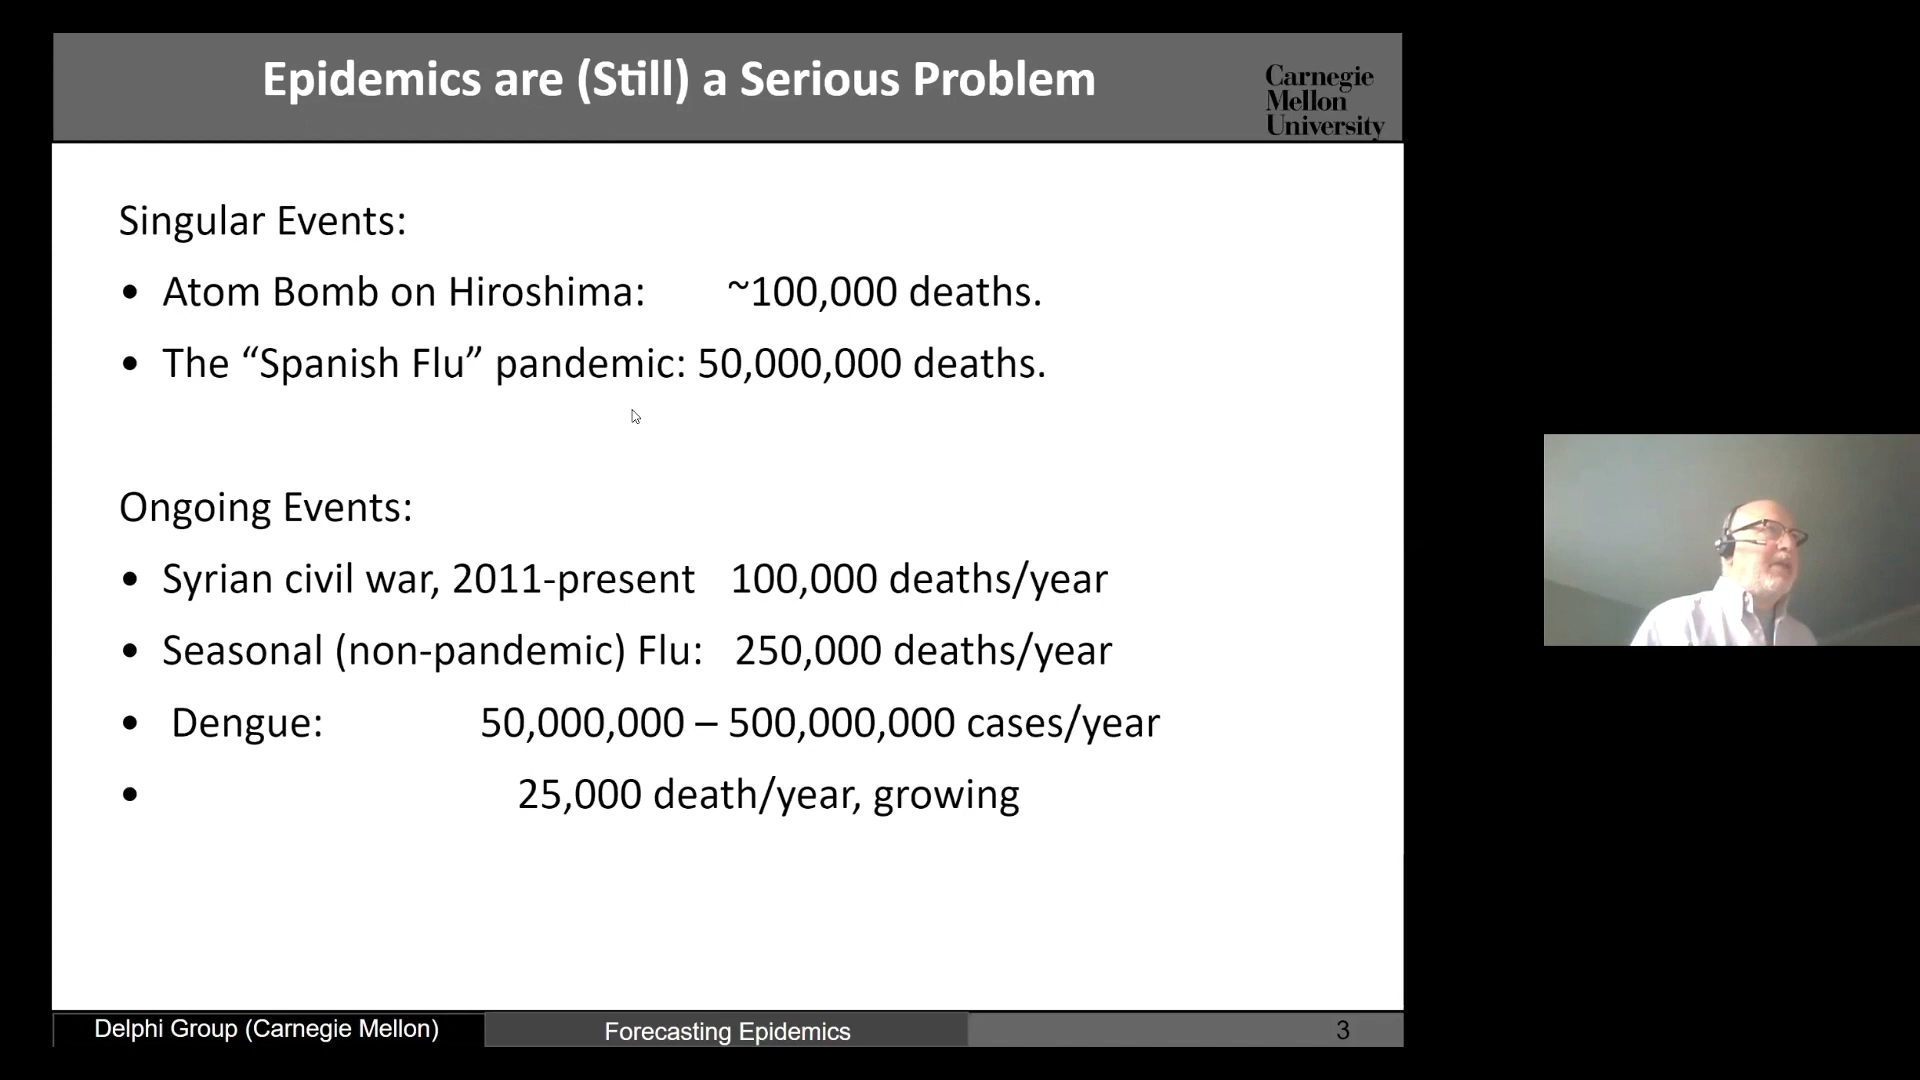 Epidemics are (Still) a Serious Problem
Carnegie
Mellon
University
Singular Events:
• Atom Bomb on Hiroshima: ~100,000 deaths.
• The “Spanish Flu” pandemic: 50,000,000 deaths.
Ongoing Events:
• Syrian civil war, 2011-present 100,000 deaths/year
• Seasonal (non-pandemic) Flu: 250,000 deaths/year
• Dengue: 50,000,000 – 500,000,000 cases/year
• 25,000 death/year, growing
Delphi Group (Carnegie Mellon)
Forecasting Epidemics
3